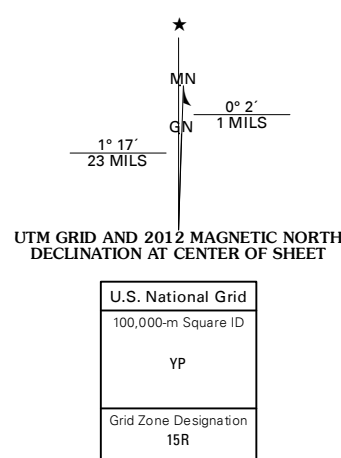 ★
MN
0° 2´
1 MILS
GN
1° 17´
23 MILS
UTM GRID AND 2012 MAGNETIC NORTH
DECLINATION AT CENTER OF SHEET
U.S. National Grid
100,000-m Square ID
YP
Grid Zone Designation
15R